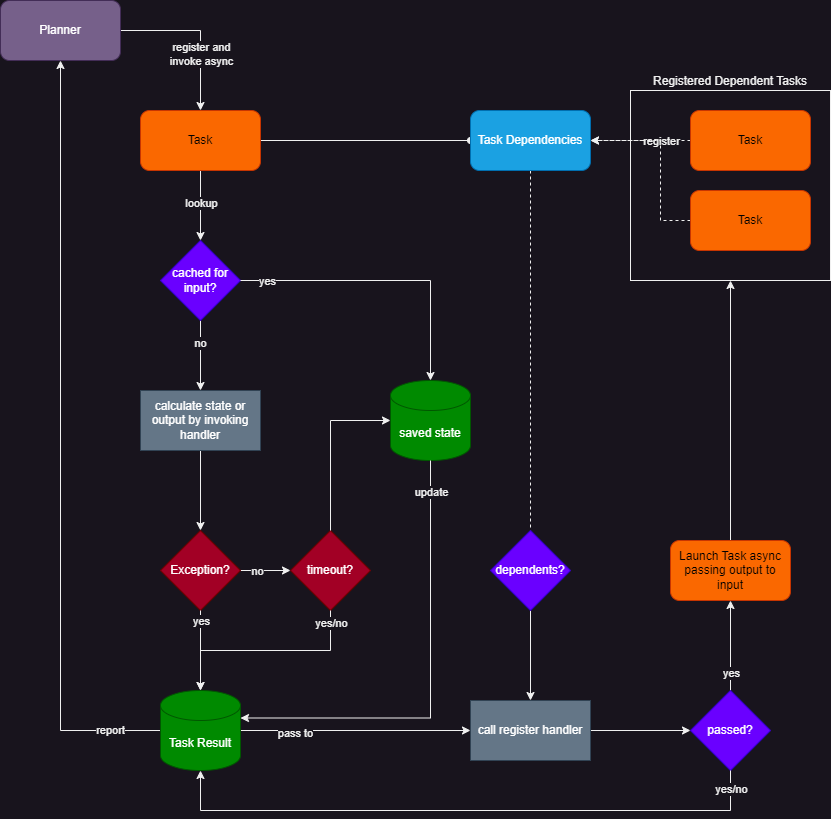 Planner
register and
invoke async
Registered Dependent Tasks
Task
Task Dependencies
register
Task
Task
lookup
cached for
input?
yes
no
calculate state or
output by invoking
handler
saved state
update
Exception?
no
timeout?
dependents?
Launch Task async
passing output to
input
yes
yes/no
yes
report
Task Result
pass to
call register handler
passed?
yes/no